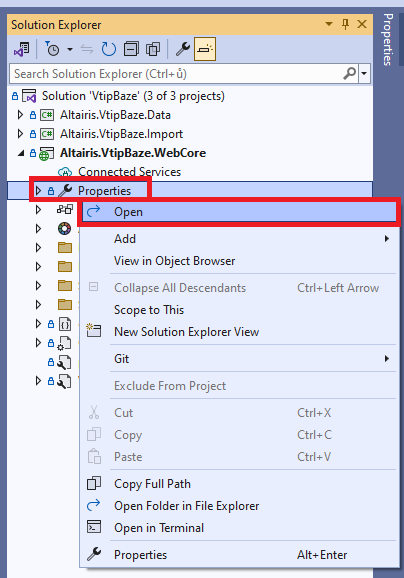 Solution Explorer
Properties
Search Solution Explorer (Ctrl+ů)
Solution 'VtipBaze' (3 of 3 projects)
Altairis.VtipBaze.Data
Altairis.VtipBaze.Import
Altairis.VtipBaze.WebCore
Connected Services
Properties
Open
Add
View in Object Browser
Collapse All Descendants Ctrl+Left Arrow
Scope to This
New Solution Explorer View
Git
Exclude From Project
Cut Ctrl+X
Copy Ctrl+C
Paste Ctrl+V
Copy Full Path
Open Folder in File Explorer
Open in Terminal
Properties Alt+Enter